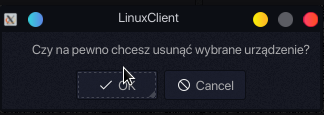 LinuxClient
Czy na pewno chcesz usunąć wybrane urządzenie?
OK
Cancel